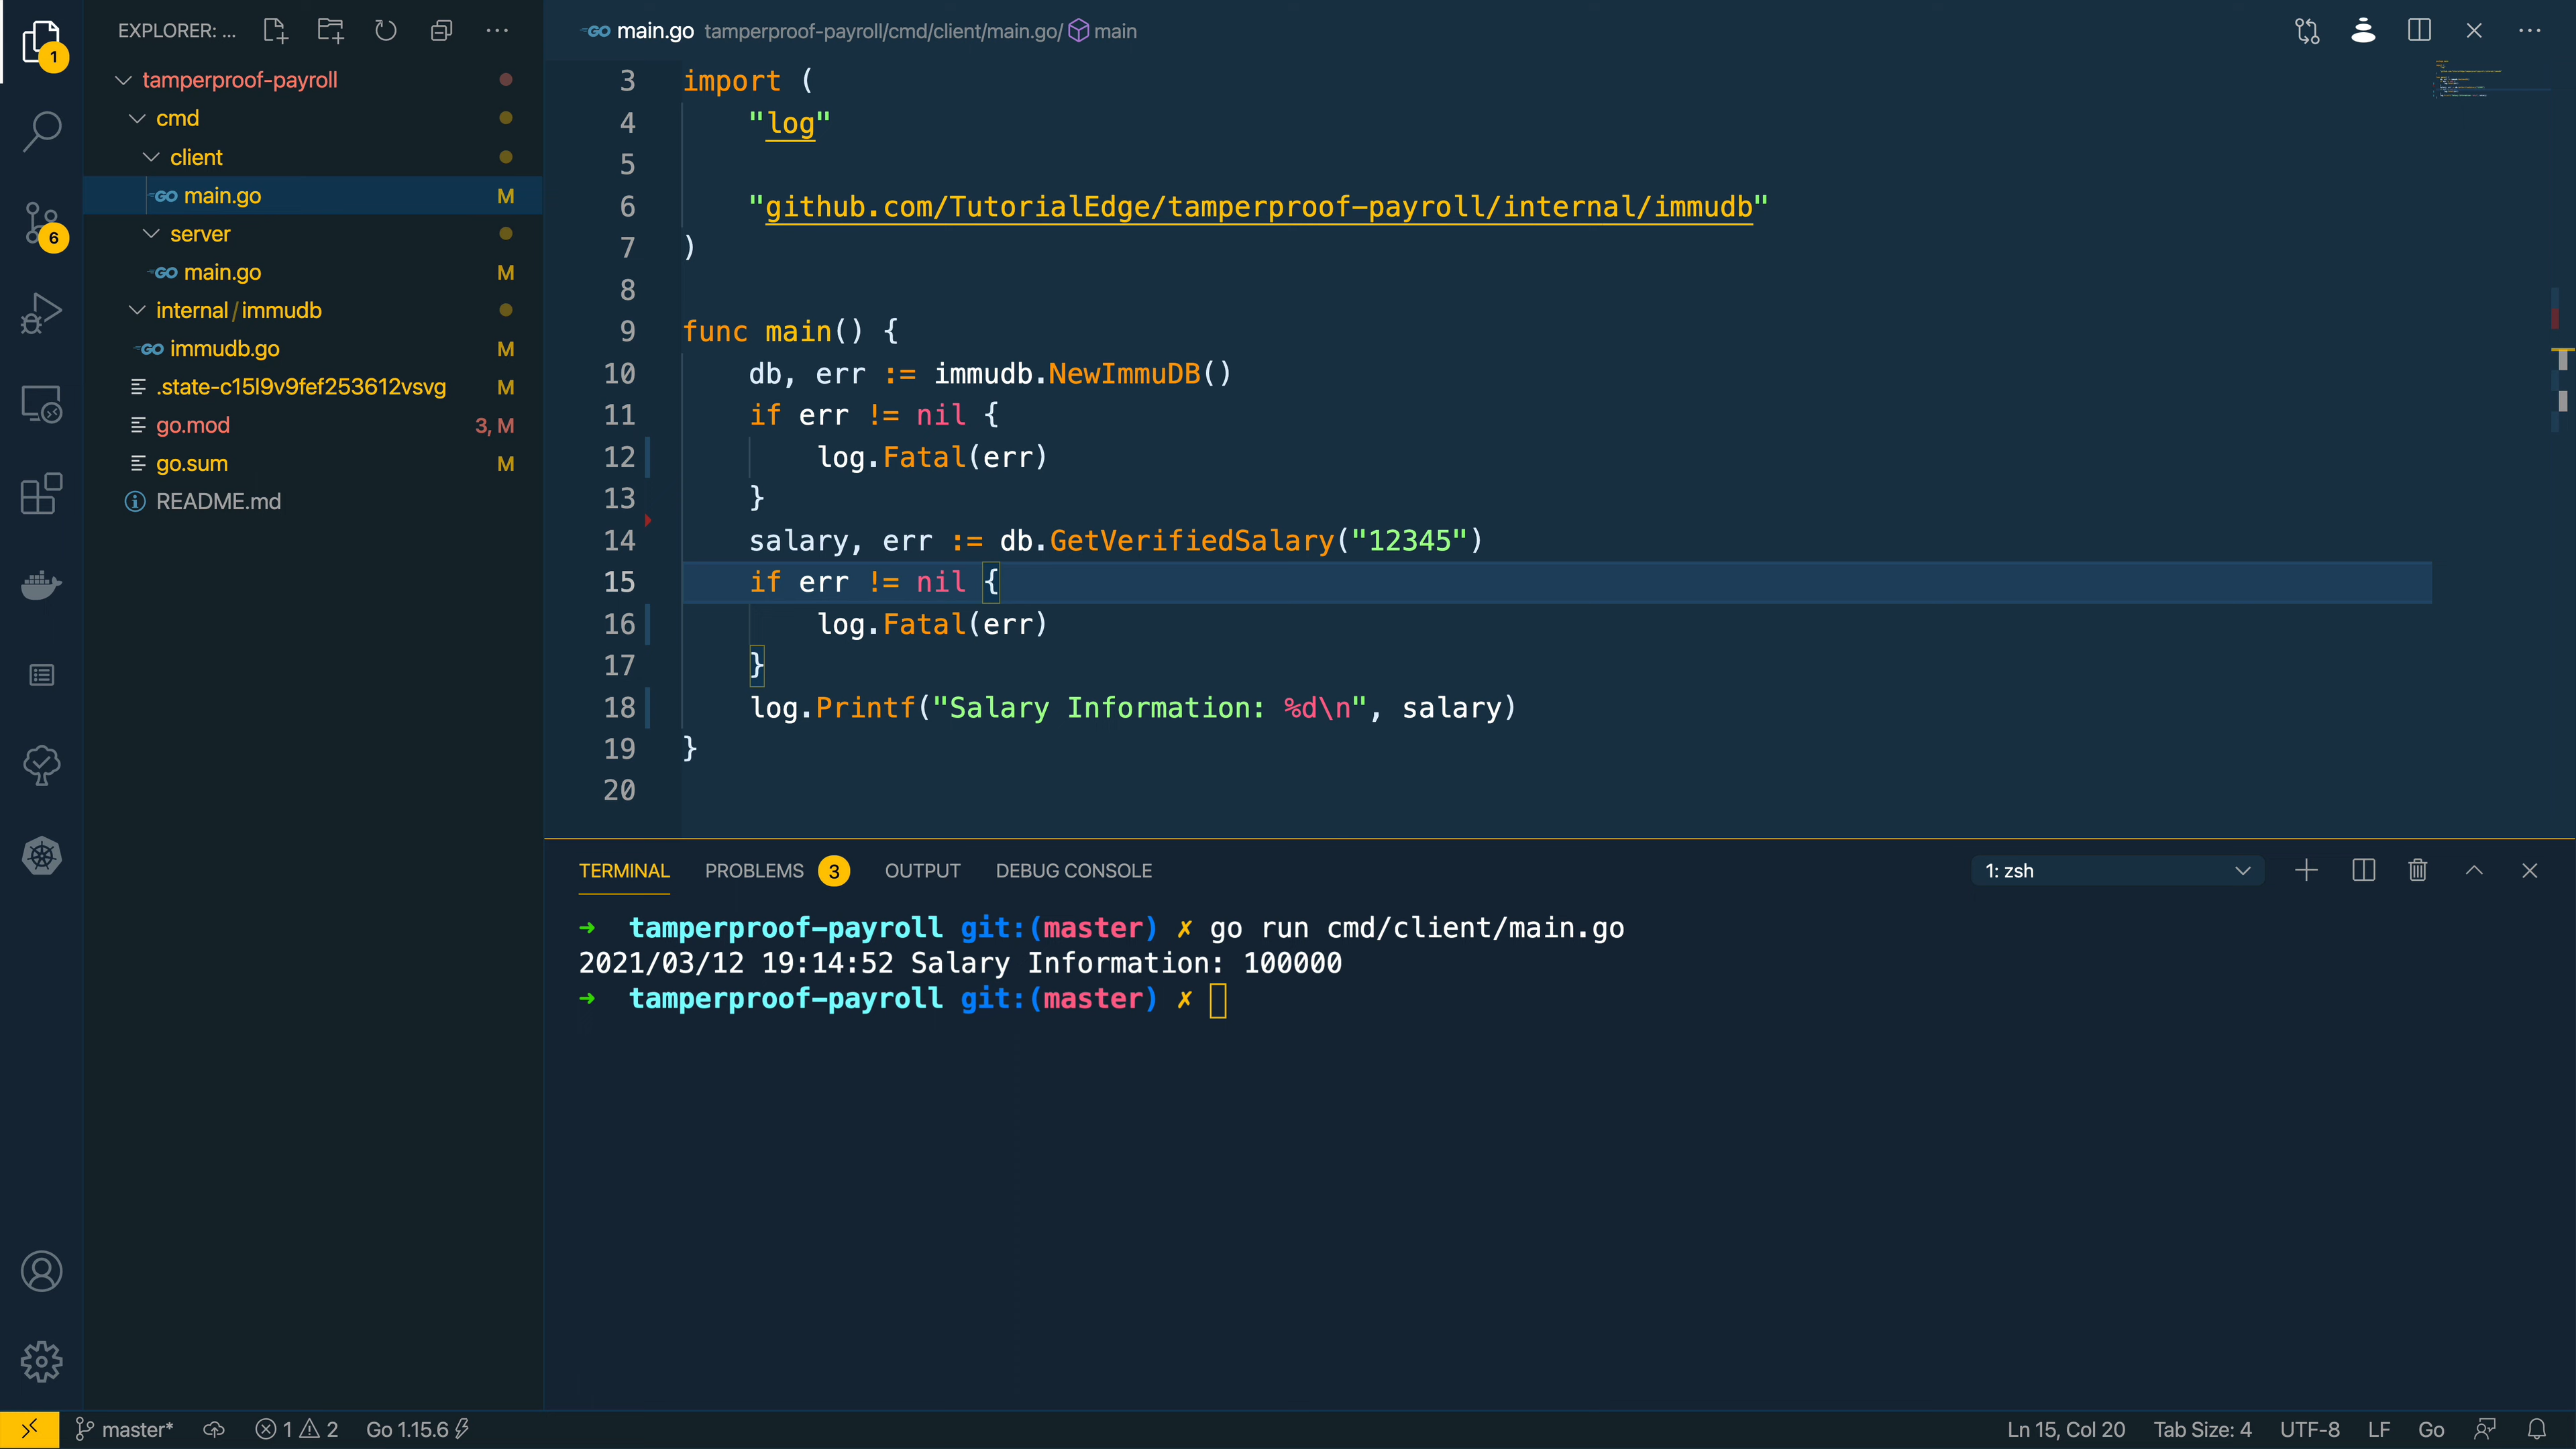 1
6
EXPLORER: ...
tamperproof-payroll
cmd
client
GO main.go M
server
GO main.go M
internal/immudb
GO immudb.go M
.state-c15l9v9fef253612vsvg M
go.mod 3, M
go.sum M
README.md
GO main.go tamperproof-payroll/cmd/client/main.go/ main
3 import (
4 "log"
5
6 "github.com/TutorialEdge/tamperproof-payroll/internal/immudb"
7 )
8
9 func main() {
10 db, err := immudb.NewImmuDB()
11 if err != nil {
12 log.Fatal(err)
13 }
14 salary, err := db.GetVerifiedSalary("12345")
15 if err != nil {
16 log.Fatal(err)
17 }
18 log.Printf("Salary Information: %d\n", salary)
19 }
20
TERMINAL PROBLEMS 3 OUTPUT DEBUG CONSOLE 1: zsh
➜ tamperproof-payroll git:(master) ✗ go run cmd/client/main.go
2021/03/12 19:14:52 Salary Information: 100000
➜ tamperproof-payroll git:(master) ✗
master* 1 2 Go 1.15.6 Ln 15, Col 20 Tab Size: 4 UTF-8 LF Go